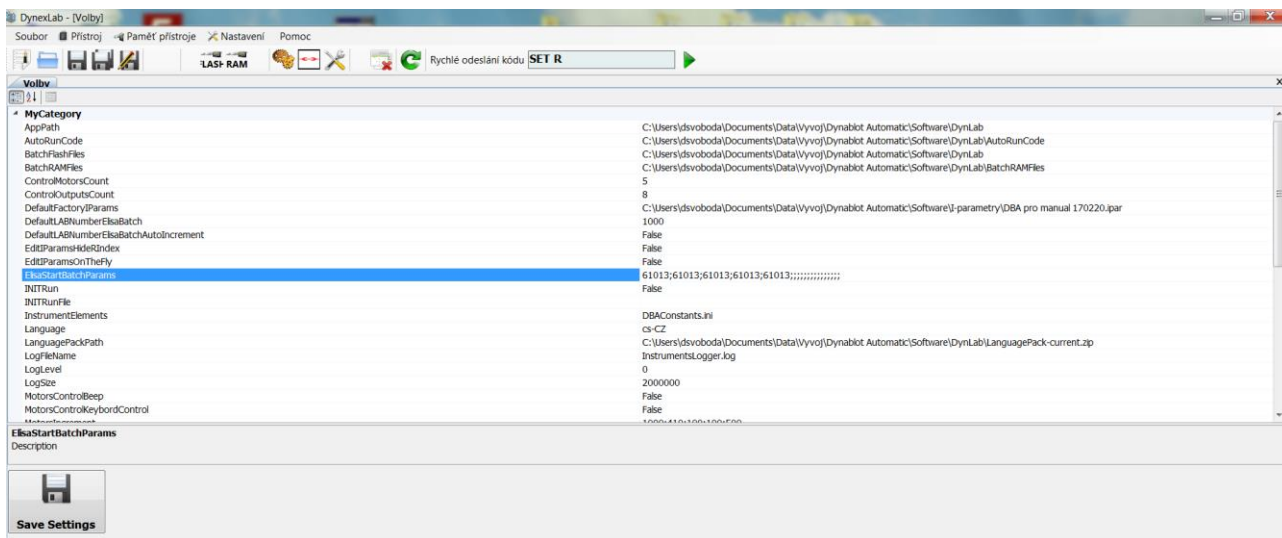 DynexLab - [Volby]
Soubor Přístroj Paměť přístroje Nastavení Pomoc
RAM Rychlé odeslání kódu SET R
Volby
MyCategory
AppPath C:\Users\dsvoboda\Documents\Data\Vyvoj\Dynablot Automatic\Software\DynLab
AutoRunCode C:\Users\dsvoboda\Documents\Data\Vyvoj\Dynablot Automatic\Software\DynLab\AutoRunCode
BatchFlashFiles C:\Users\dsvoboda\Documents\Data\Vyvoj\Dynablot Automatic\Software\DynLab
BatchRAMFiles C:\Users\dsvoboda\Documents\Data\Vyvoj\Dynablot Automatic\Software\DynLab\BatchRAMFiles
ControlMotorsCount 5
ControlOutputsCount 8
DefaultFactoryIParams C:\Users\dsvoboda\Documents\Data\Vyvoj\Dynablot Automatic\Software\I-parametry\DBA pro manual 170220.ipar
DefaultLABNumberElisaBatch 1000
DefaultLABNumberElisaBatchAutoIncrement False
EditIParamsHideRIndex False
EditIParamsOnTheFly False
ElisaStartBatchParams 61013;61013;61013;61013;61013;;;;;;;;;;;;;;;
INITRun False
INITRunFile
InstrumentElements DBAConstants.ini
Language cs-CZ
LanguagePackPath C:\Users\dsvoboda\Documents\Data\Vyvoj\Dynablot Automatic\Software\DynLab\LanguagePack-current.zip
LogFileName InstrumentsLogger.log
LogLevel 0
LogSize 2000000
MotorsControlBeep False
MotorsControlKeybordControl False
ElisaStartBatchParams
Description
Save Settings